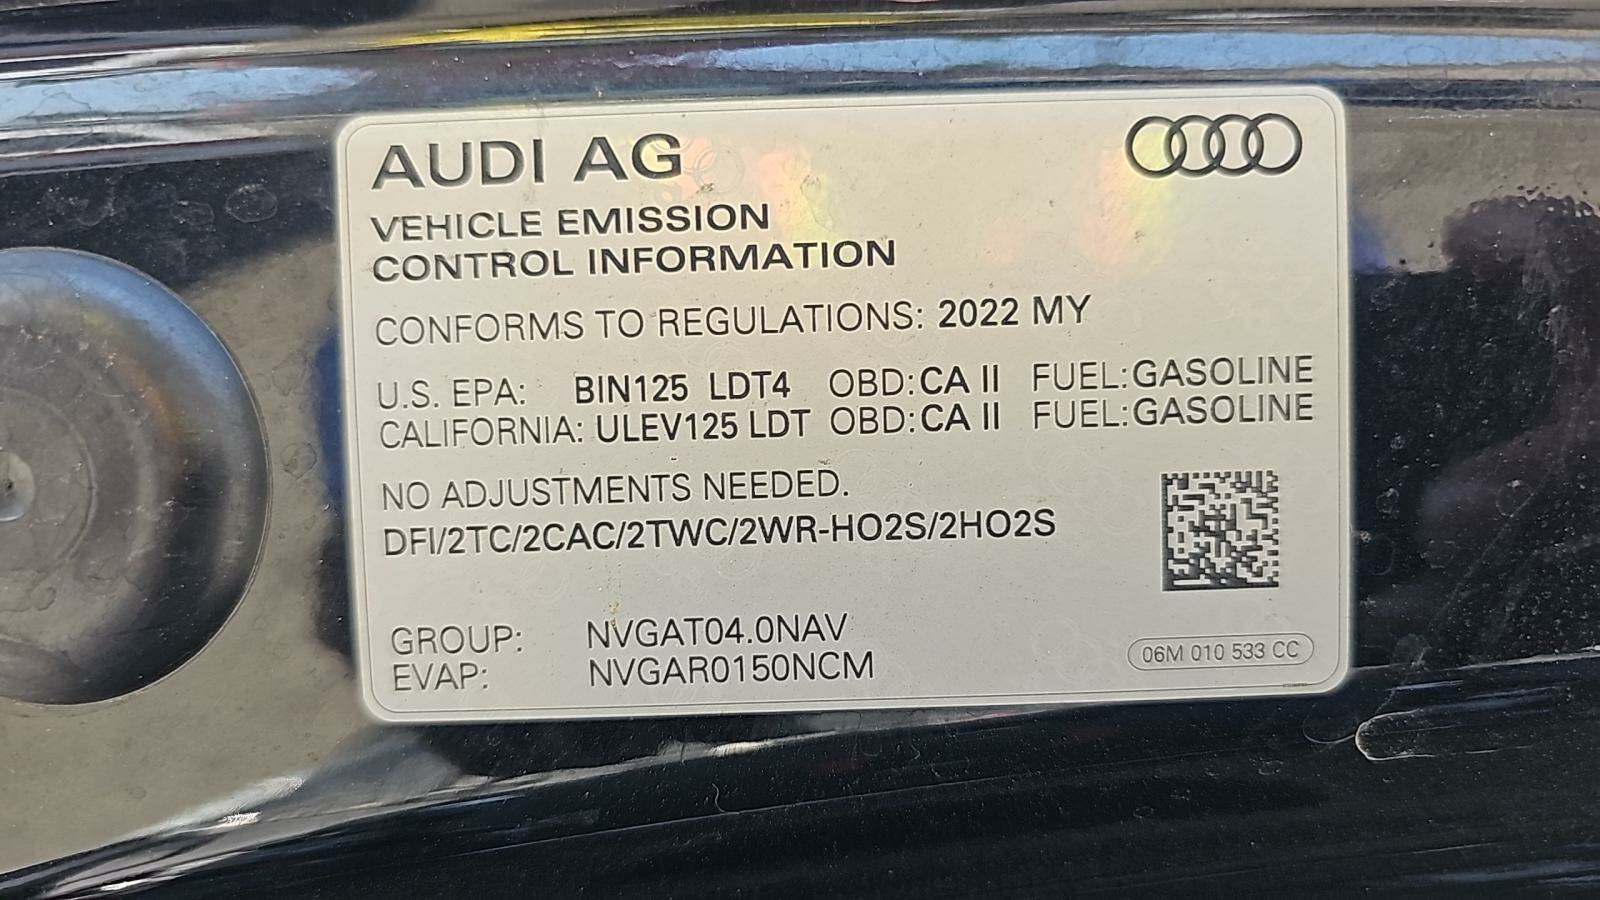 AUDI AG
VEHICLE EMISSION
CONTROL INFORMATION
CONFORMS TO REGULATIONS: 2022 MY
U.S. EPA: BIN125 LDT4 OBD:CA II FUEL:GASOLINE
CALIFORNIA: ULEV125 LDT OBD:CA II FUEL:GASOLINE
NO ADJUSTMENTS NEEDED.
DFI/2TC/2CAC/2TWC/2WR-HO2S/2HO2S
GROUP: NVGAT04.0NAV
EVAP: NVGAR0150NCM
06M 010 533 CC